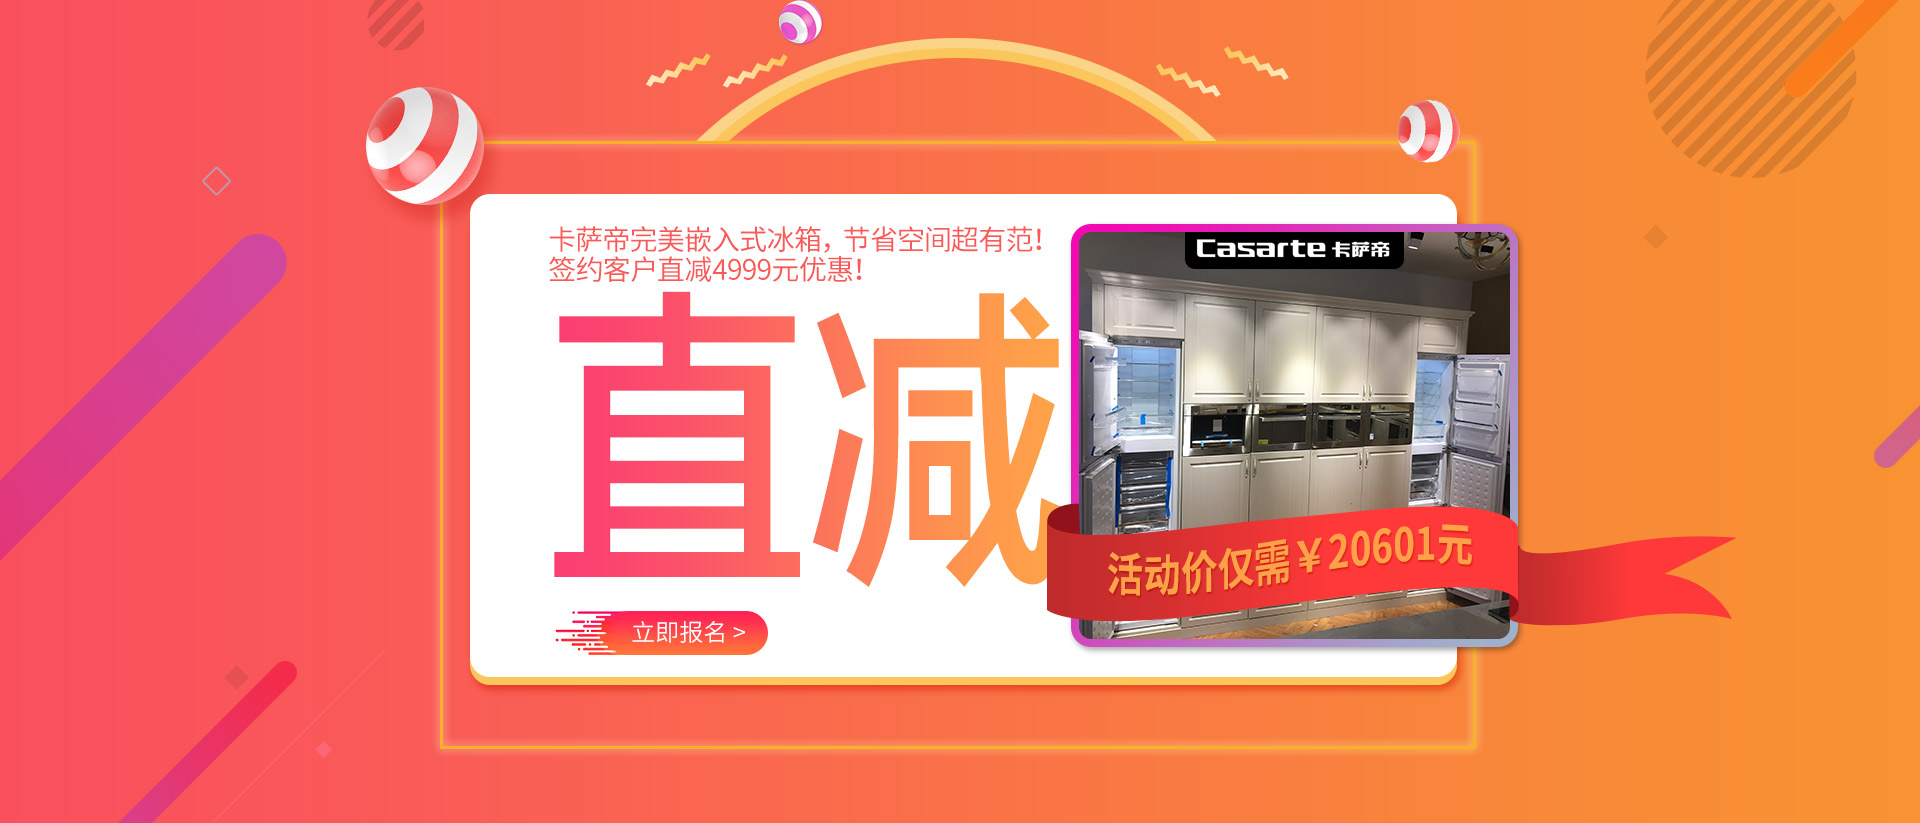 卡萨帝完美嵌入式冰箱，节省空间超有范！
签约客户直减4999元优惠！
直减
立即报名 >
Casarte 卡萨帝
活动价仅需￥20601元